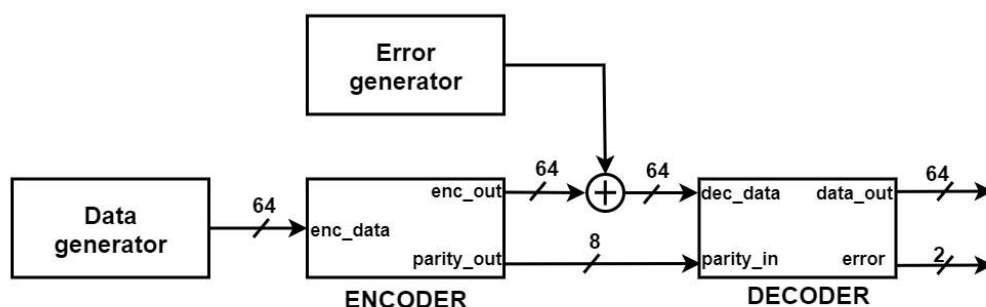 Error
generator
Data
generator
64
enc_data
enc_out
parity_out
ENCODER
64
64
8
dec_data
parity_in
data_out
error
DECODER
64
2